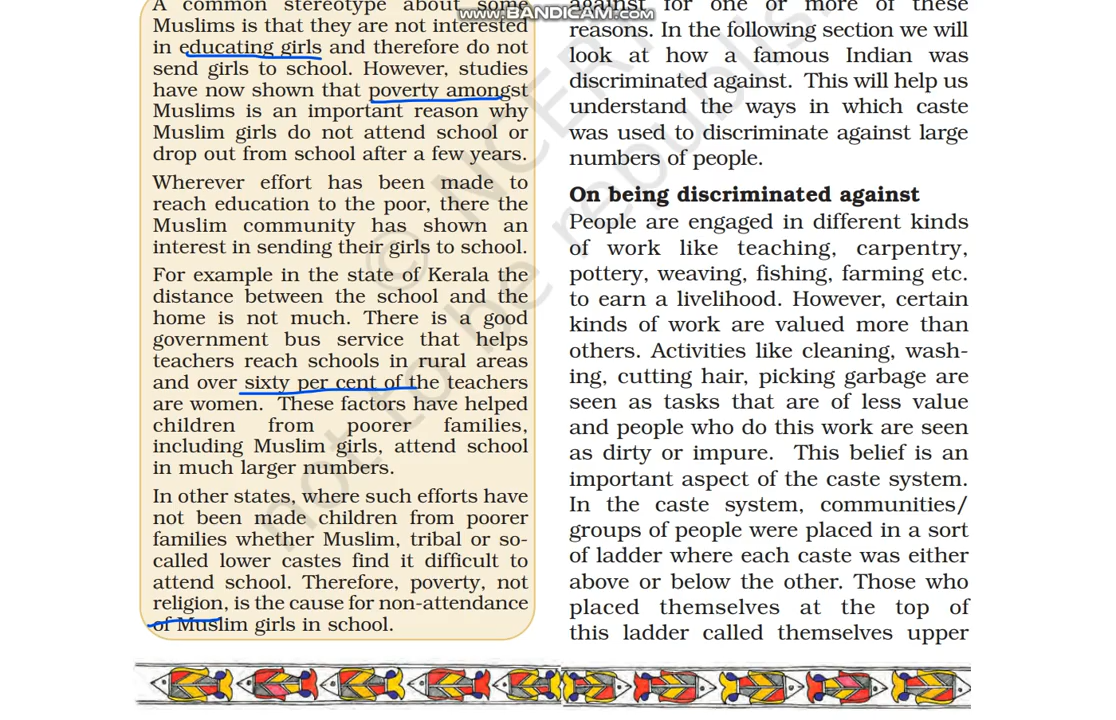 A common stereotype about some
Muslims is that they are not interested
in educating girls and therefore do not
send girls to school. However, studies
have now shown that poverty amongst
Muslims is an important reason why
Muslim girls do not attend school or
drop out from school after a few years.
Wherever effort has been made to
reach education to the poor, there the
Muslim community has shown an
interest in sending their girls to school.
For example in the state of Kerala the
distance between the school and the
home is not much. There is a good
government bus service that helps
teachers reach schools in rural areas
and over sixty per cent of the teachers
are women. These factors have helped
children from poorer families,
including Muslim girls, attend school
in much larger numbers.
In other states, where such efforts have
not been made children from poorer
families whether Muslim, tribal or so-
called lower castes find it difficult to
attend school. Therefore, poverty, not
religion, is the cause for non-attendance
of Muslim girls in school.
www.BANDICAM.com
against for one or more of these
reasons. In the following section we will
look at how a famous Indian was
discriminated against. This will help us
understand the ways in which caste
was used to discriminate against large
numbers of people.
On being discriminated against
People are engaged in different kinds
of work like teaching, carpentry,
pottery, weaving, fishing, farming etc.
to earn a livelihood. However, certain
kinds of work are valued more than
others. Activities like cleaning, wash-
ing, cutting hair, picking garbage are
seen as tasks that are of less value
and people who do this work are seen
as dirty or impure. This belief is an
important aspect of the caste system.
In the caste system, communities/
groups of people were placed in a sort
of ladder where each caste was either
above or below the other. Those who
placed themselves at the top of
this ladder called themselves upper
© NCERT
not to be republis